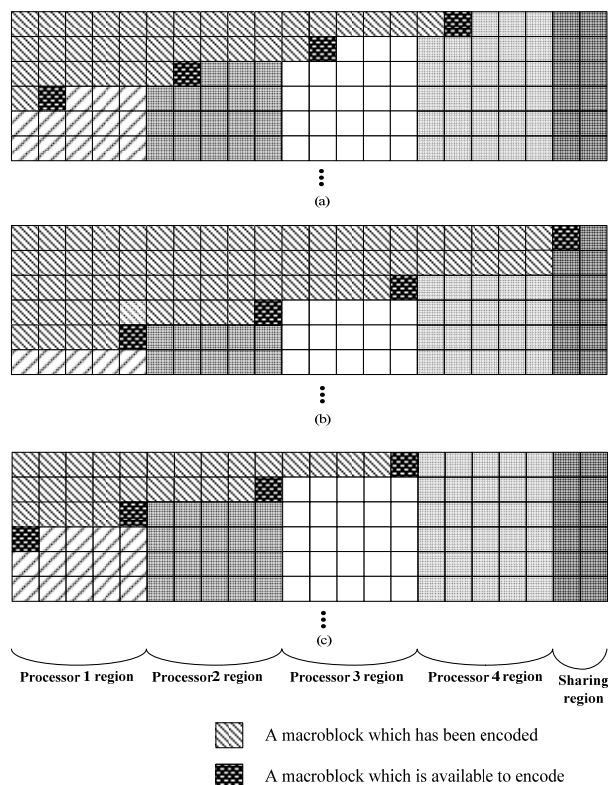 (a)
(b)
(c)
Processor 1 region
Processor2 region
Processor 3 region
Processor 4 region
Sharing
region
A macroblock which has been encoded
A macroblock which is available to encode